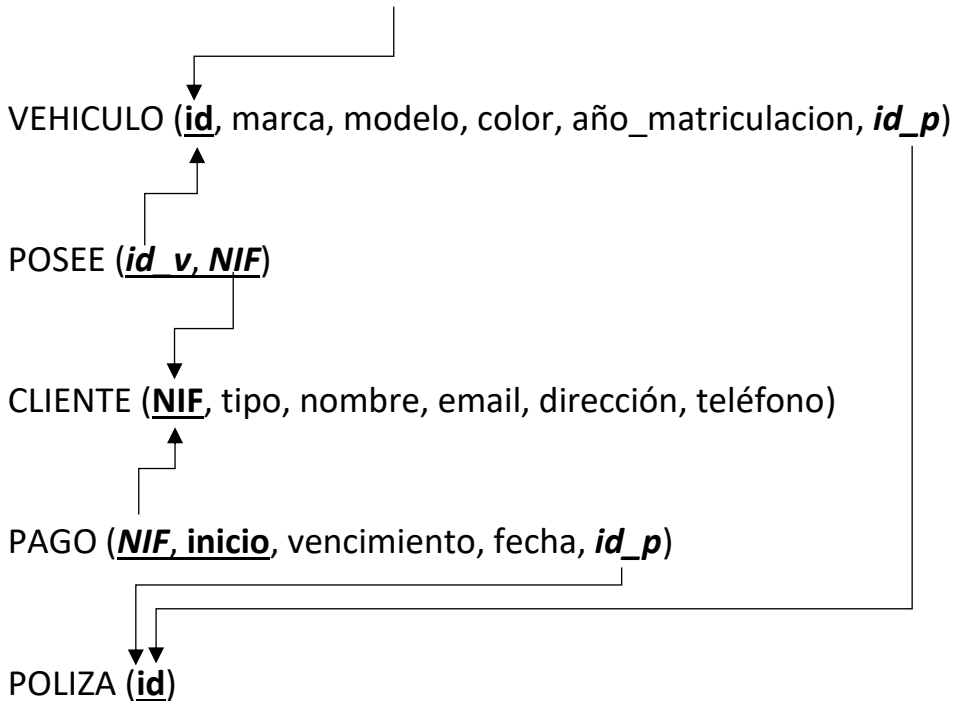 VEHICULO (id, marca, modelo, color, año_matriculacion, id_p)
POSEE (id_v, NIF)
CLIENTE (NIF, tipo, nombre, email, dirección, teléfono)
PAGO (NIF, inicio, vencimiento, fecha, id_p)
POLIZA (id)